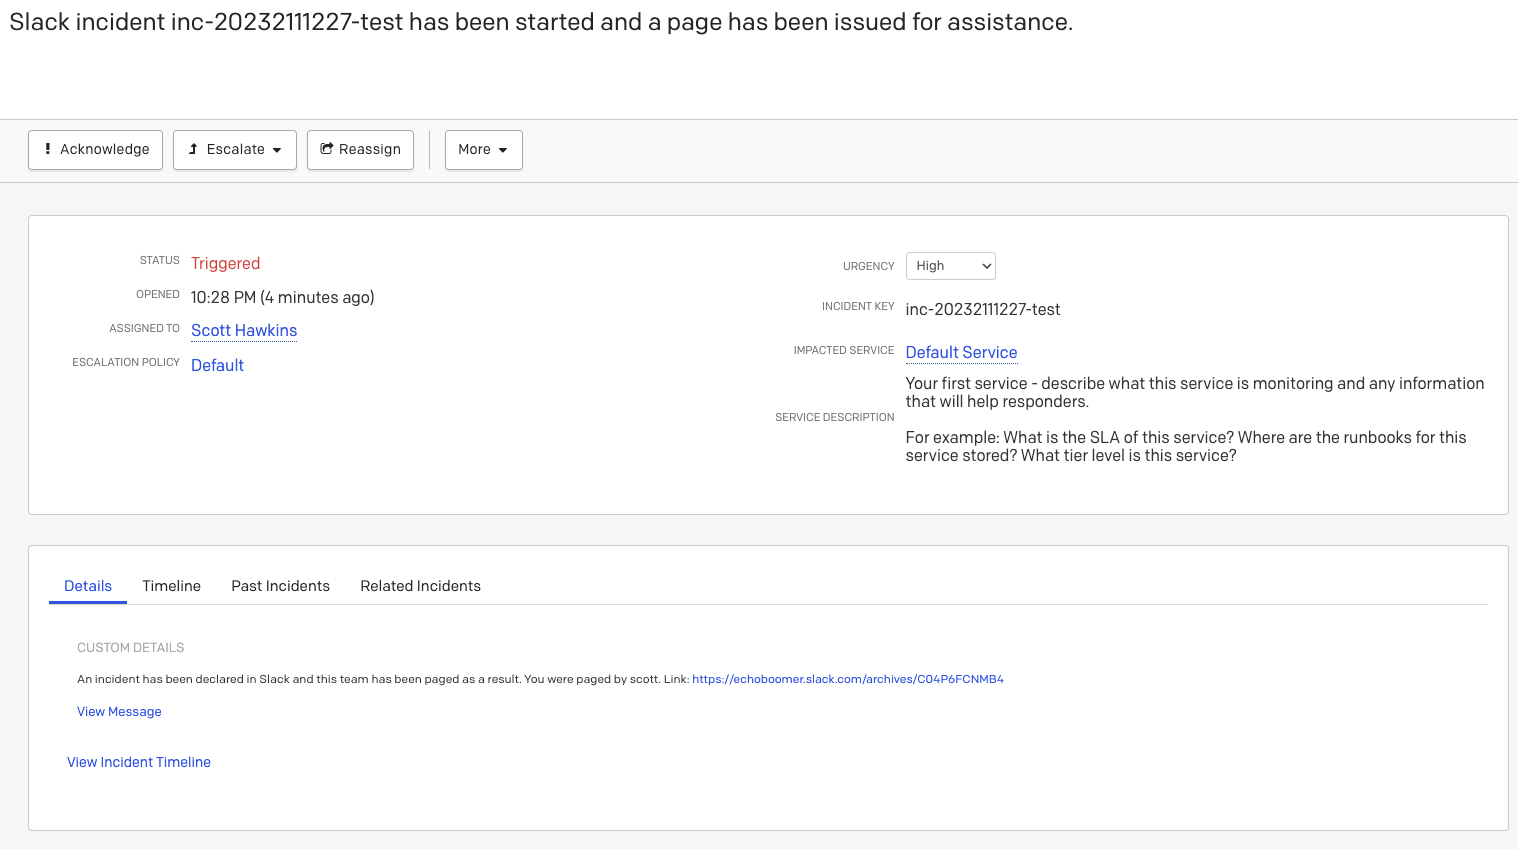 Slack incident inc-20232111227-test has been started and a page has been issued for assistance.
Acknowledge
Escalate
Reassign
More
STATUS Triggered
OPENED 10:28 PM (4 minutes ago)
ASSIGNED TO Scott Hawkins
ESCALATION POLICY Default
URGENCY High
INCIDENT KEY inc-20232111227-test
IMPACTED SERVICE Default Service
SERVICE DESCRIPTION
Your first service - describe what this service is monitoring and any information
that will help responders.
For example: What is the SLA of this service? Where are the runbooks for this
service stored? What tier level is this service?
Details
Timeline
Past Incidents
Related Incidents
CUSTOM DETAILS
An incident has been declared in Slack and this team has been paged as a result. You were paged by scott. Link: https://echoboomer.slack.com/archives/C04P6FCNMB4
View Message
View Incident Timeline